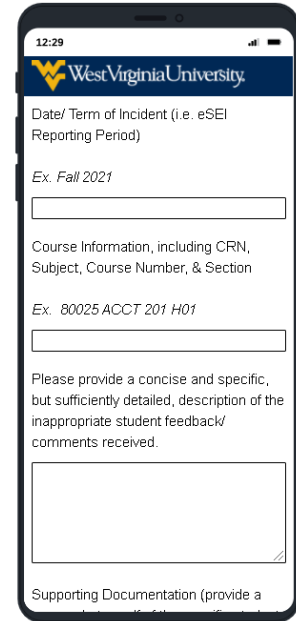 12:29
WestVirginiaUniversity.
Date/ Term of Incident (i.e. eSEI
Reporting Period)
Ex. Fall 2021
Course Information, including CRN,
Subject, Course Number, & Section
Ex. 80025 ACCT 201 H01
Please provide a concise and specific,
but sufficiently detailed, description of the
inappropriate student feedback/
comments received.
Supporting Documentation (provide a